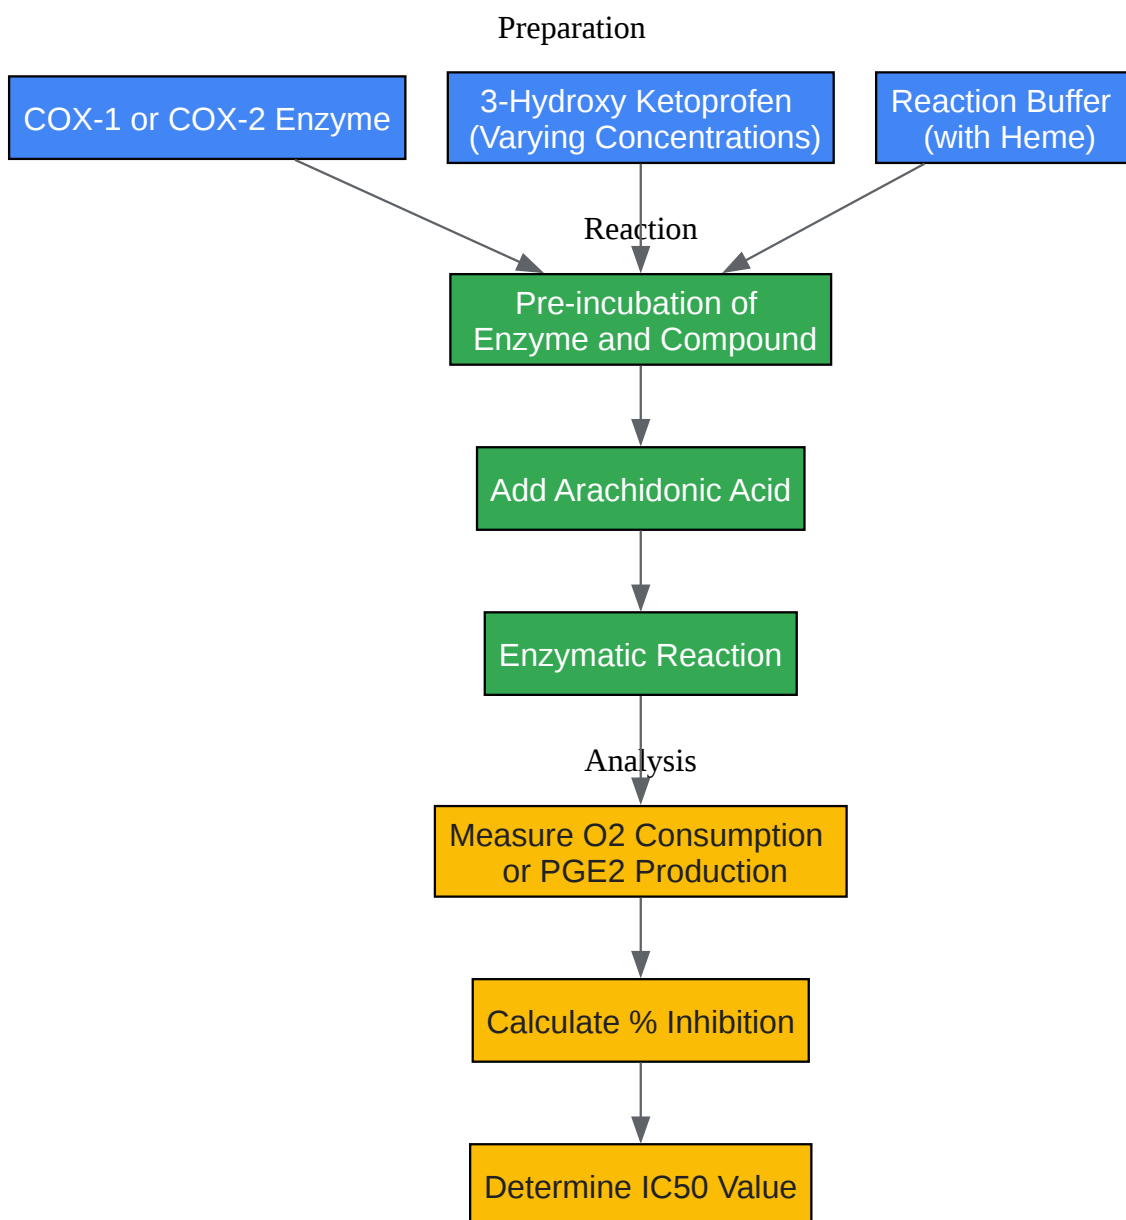 Preparation
COX-1 or COX-2 Enzyme
3-Hydroxy Ketoprofen
(Varying Concentrations)
Reaction Buffer
(with Heme)
Reaction
Pre-incubation of
Enzyme and Compound
Add Arachidonic Acid
Enzymatic Reaction
Analysis
Measure O2 Consumption
or PGE2 Production
Calculate % Inhibition
Determine IC50 Value